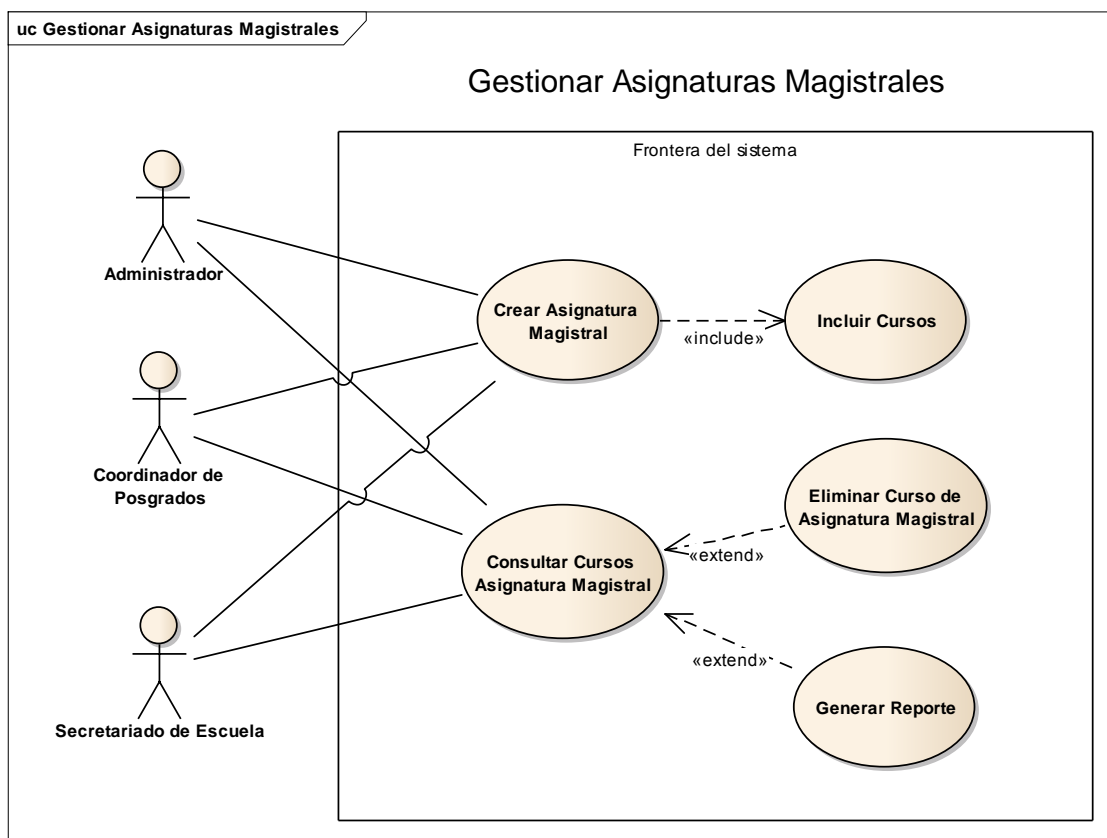 uc Gestionar Asignaturas Magistrales
Gestionar Asignaturas Magistrales
Frontera del sistema
Administrador
Crear Asignatura
Magistral
«include»
Incluir Cursos
Coordinador de
Posgrados
Eliminar Curso de
Asignatura Magistral
«extend»
Consultar Cursos
Asignatura Magistral
«extend»
Generar Reporte
Secretariado de Escuela